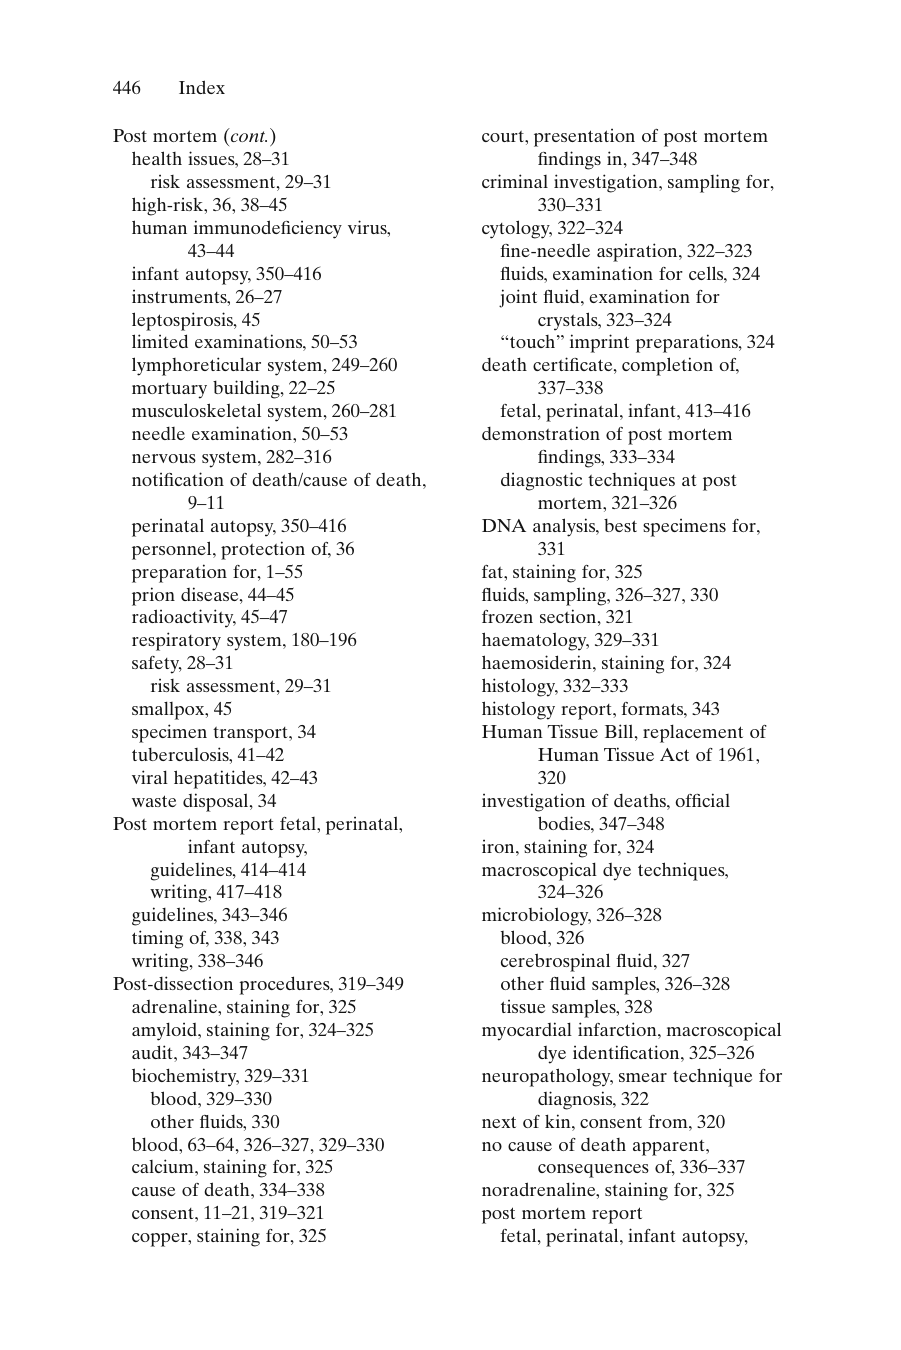 446 Index
Post mortem (cont.)
health issues, 28–31
risk assessment, 29–31
high-risk, 36, 38–45
human immunodeficiency virus,
43–44
infant autopsy, 350–416
instruments, 26–27
leptospirosis, 45
limited examinations, 50–53
lymphoreticular system, 249–260
mortuary building, 22–25
musculoskeletal system, 260–281
needle examination, 50–53
nervous system, 282–316
notification of death/cause of death,
9–11
perinatal autopsy, 350–416
personnel, protection of, 36
preparation for, 1–55
prion disease, 44–45
radioactivity, 45–47
respiratory system, 180–196
safety, 28–31
risk assessment, 29–31
smallpox, 45
specimen transport, 34
tuberculosis, 41–42
viral hepatitides, 42–43
waste disposal, 34
Post mortem report fetal, perinatal,
infant autopsy,
guidelines, 414–414
writing, 417–418
guidelines, 343–346
timing of, 338, 343
writing, 338–346
Post-dissection procedures, 319–349
adrenaline, staining for, 325
amyloid, staining for, 324–325
audit, 343–347
biochemistry, 329–331
blood, 329–330
other fluids, 330
blood, 63–64, 326–327, 329–330
calcium, staining for, 325
cause of death, 334–338
consent, 11–21, 319–321
copper, staining for, 325
court, presentation of post mortem
findings in, 347–348
criminal investigation, sampling for,
330–331
cytology, 322–324
fine-needle aspiration, 322–323
fluids, examination for cells, 324
joint fluid, examination for
crystals, 323–324
“touch” imprint preparations, 324
death certificate, completion of,
337–338
fetal, perinatal, infant, 413–416
demonstration of post mortem
findings, 333–334
diagnostic techniques at post
mortem, 321–326
DNA analysis, best specimens for,
331
fat, staining for, 325
fluids, sampling, 326–327, 330
frozen section, 321
haematology, 329–331
haemosiderin, staining for, 324
histology, 332–333
histology report, formats, 343
Human Tissue Bill, replacement of
Human Tissue Act of 1961,
320
investigation of deaths, official
bodies, 347–348
iron, staining for, 324
macroscopical dye techniques,
324–326
microbiology, 326–328
blood, 326
cerebrospinal fluid, 327
other fluid samples, 326–328
tissue samples, 328
myocardial infarction, macroscopical
dye identification, 325–326
neuropathology, smear technique for
diagnosis, 322
next of kin, consent from, 320
no cause of death apparent,
consequences of, 336–337
noradrenaline, staining for, 325
post mortem report
fetal, perinatal, infant autopsy,